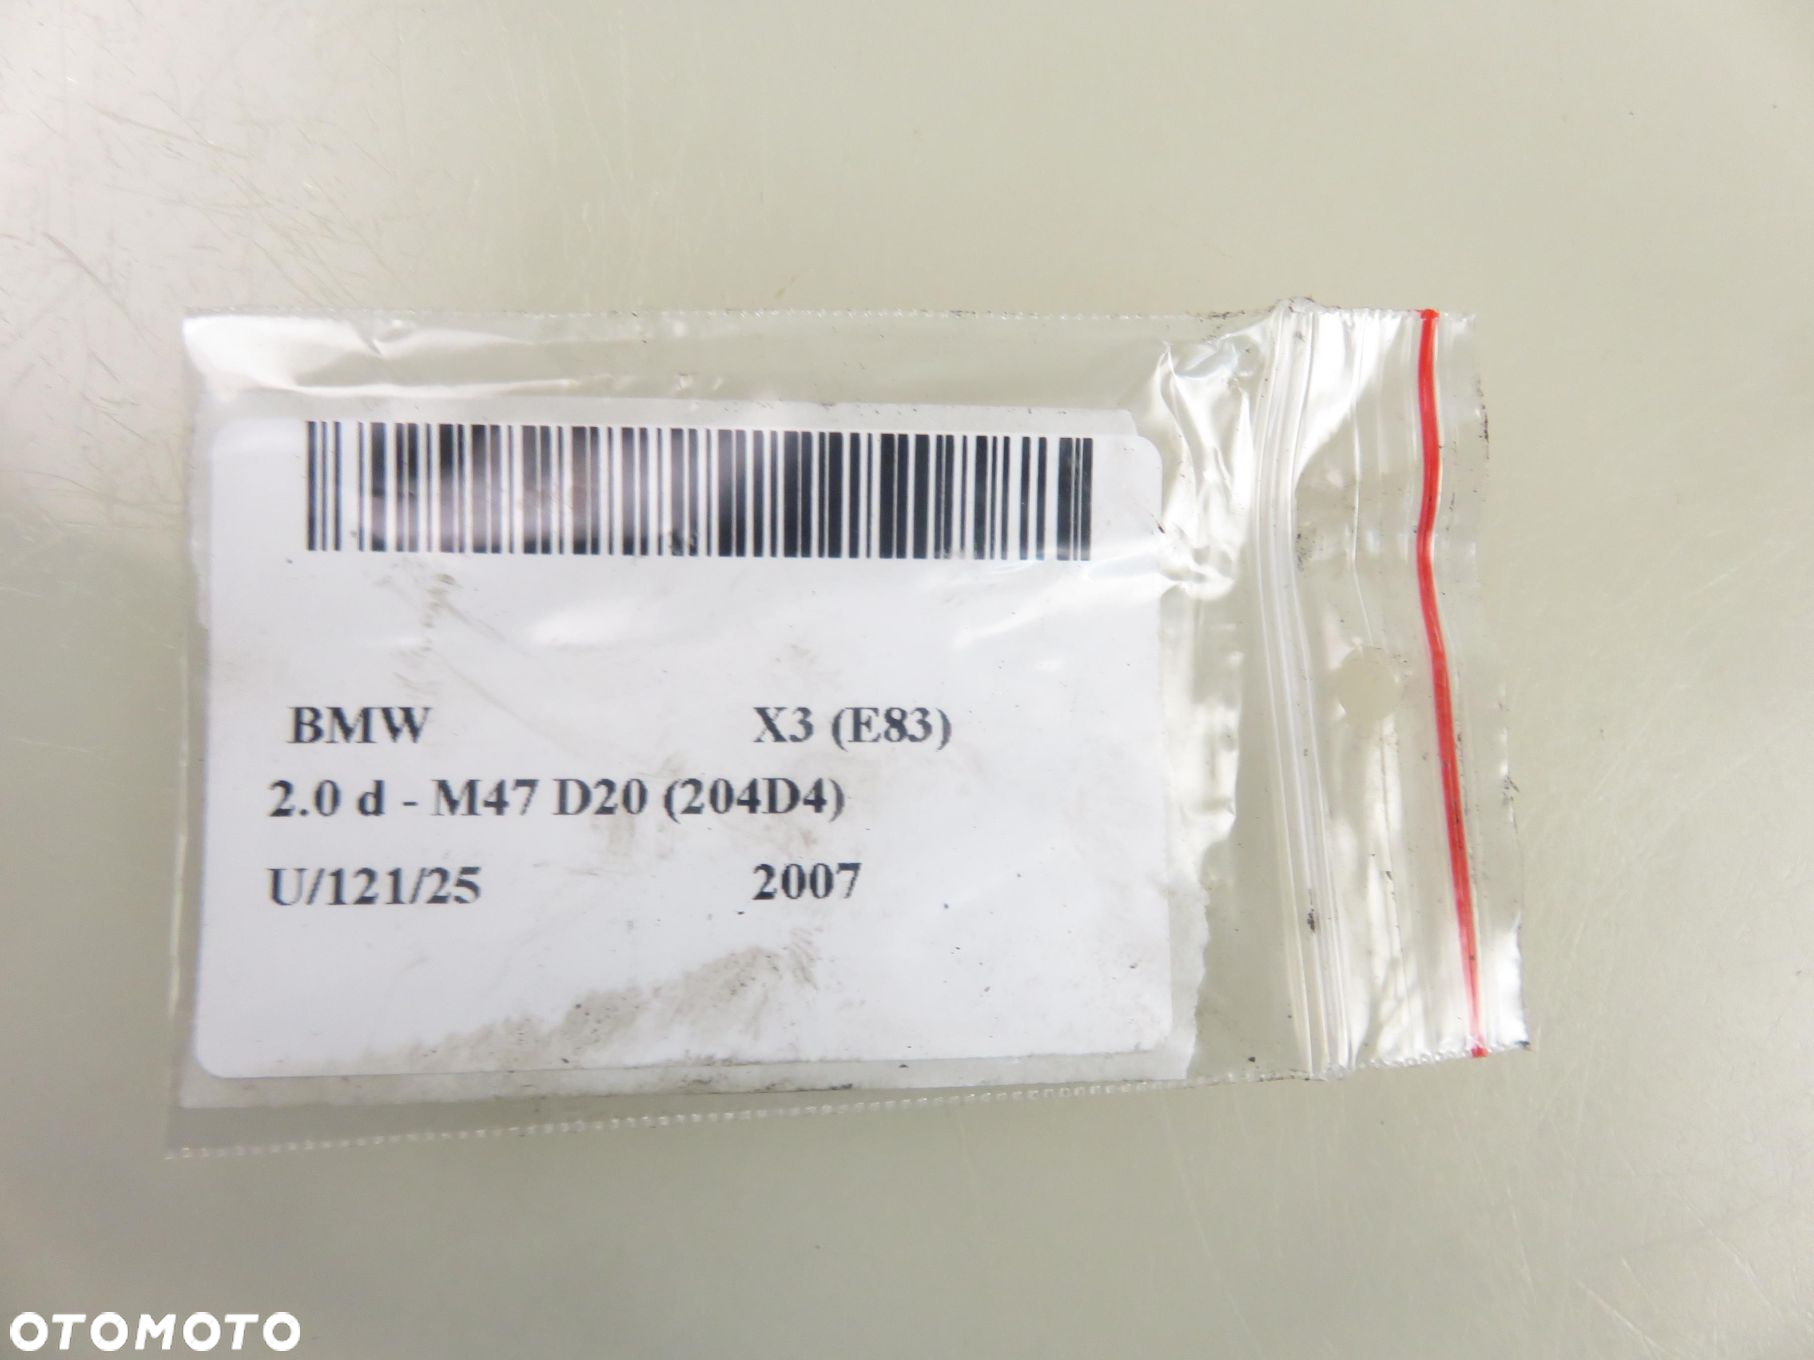 BMW X3 (E83)
2.0 d - M47 D20 (204D4)
U/121/25 2007
OTOMOTO